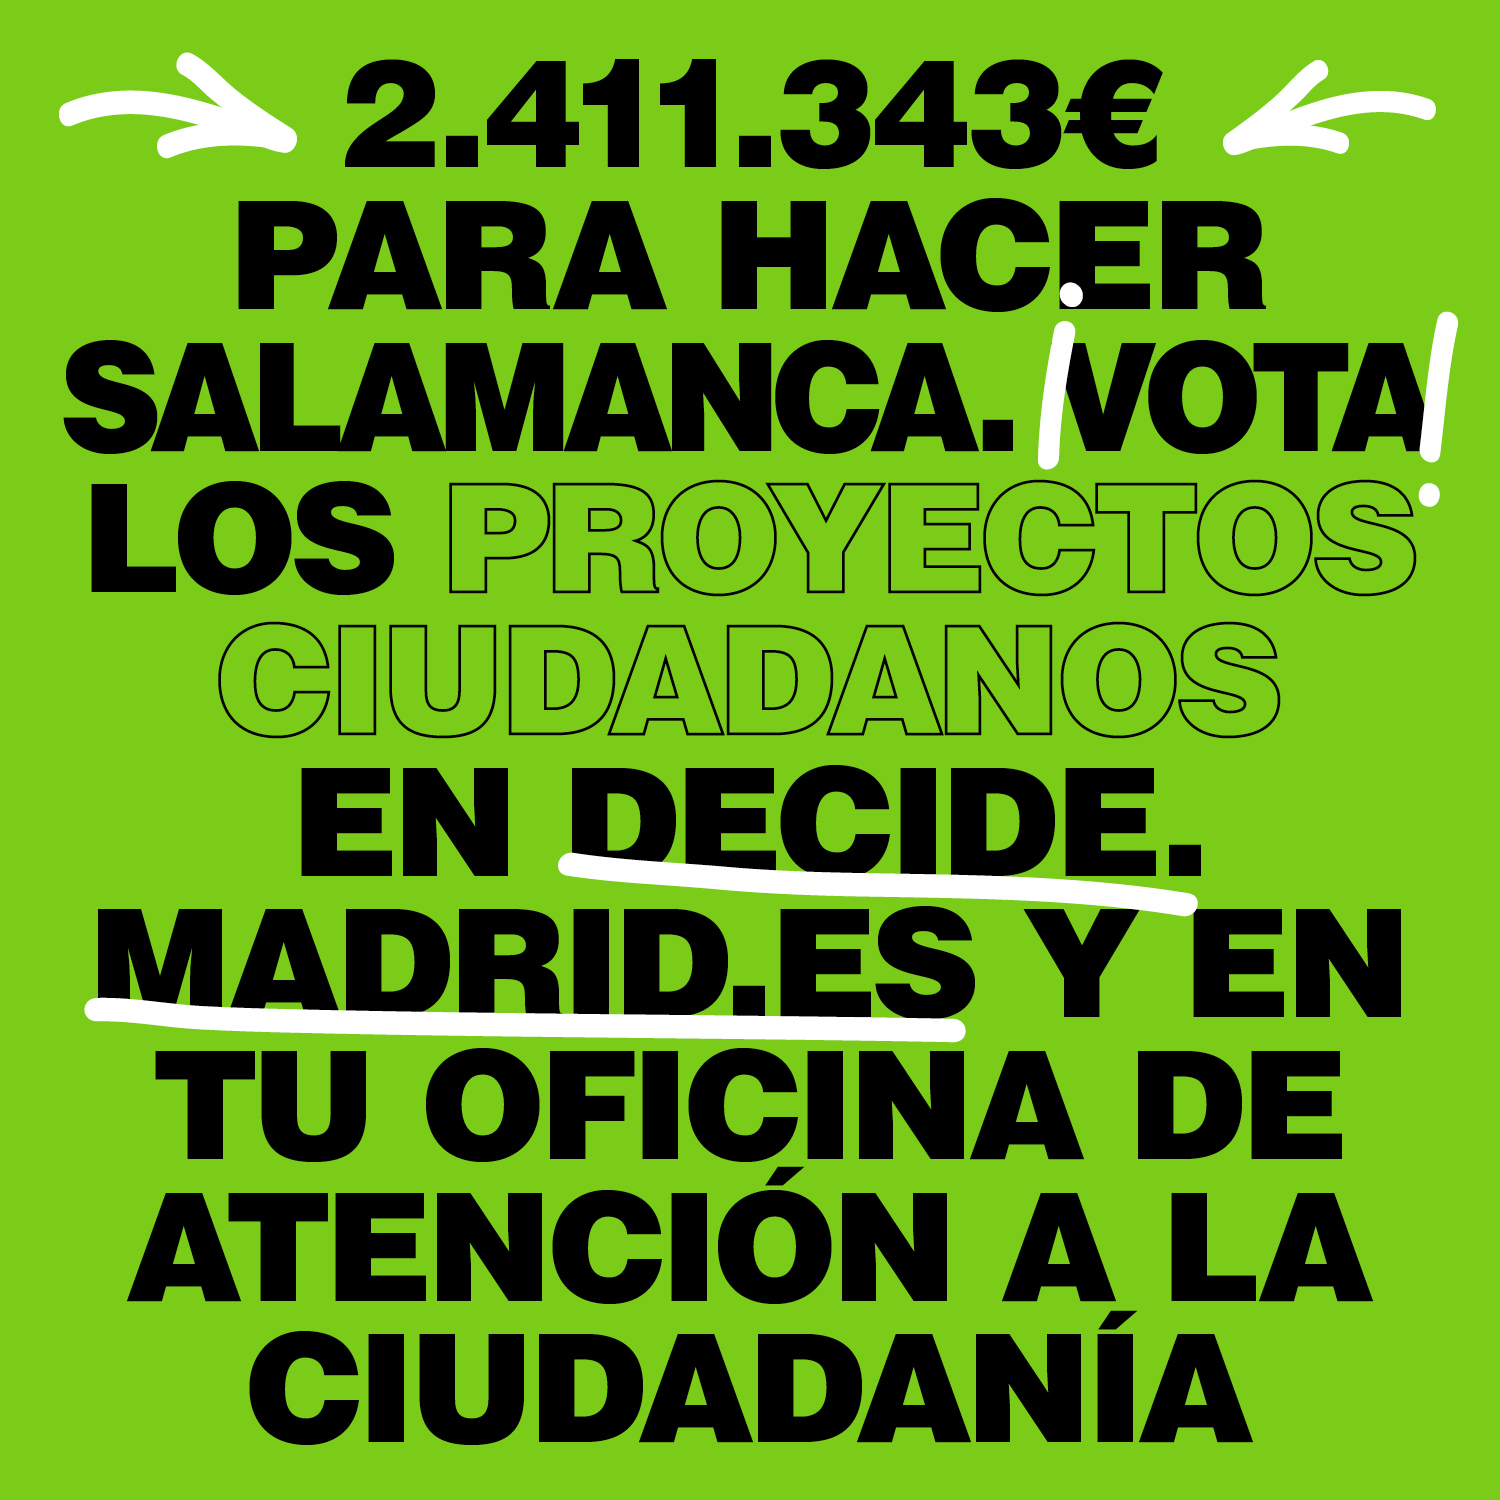 2.411.343€
PARA HACER
SALAMANCA. ¡VOTA!
LOS PROYECTOS
CIUDADANOS
EN DECIDE.
MADRID.ES Y EN
TU OFICINA DE
ATENCIÓN A LA
CIUDADANÍA